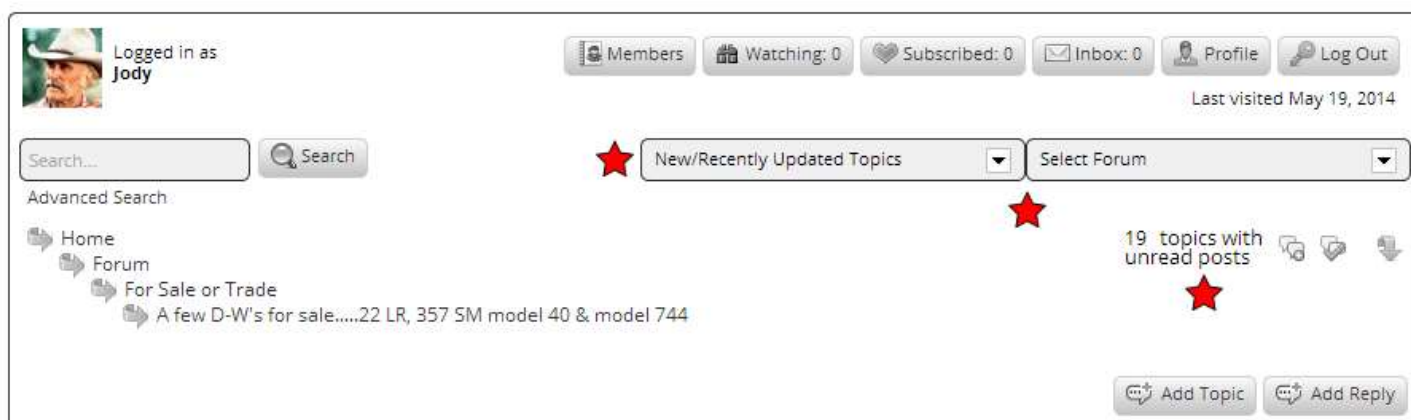 Logged in as
Jody
Members
Watching: 0
Subscribed: 0
Inbox: 0
Profile
Log Out
Last visited May 19, 2014
Search...
Search
New/Recently Updated Topics
Select Forum
Advanced Search
Home
Forum
For Sale or Trade
A few D-W's for sale.....22 LR, 357 SM model 40 & model 744
19 topics with
unread posts
Add Topic
Add Reply